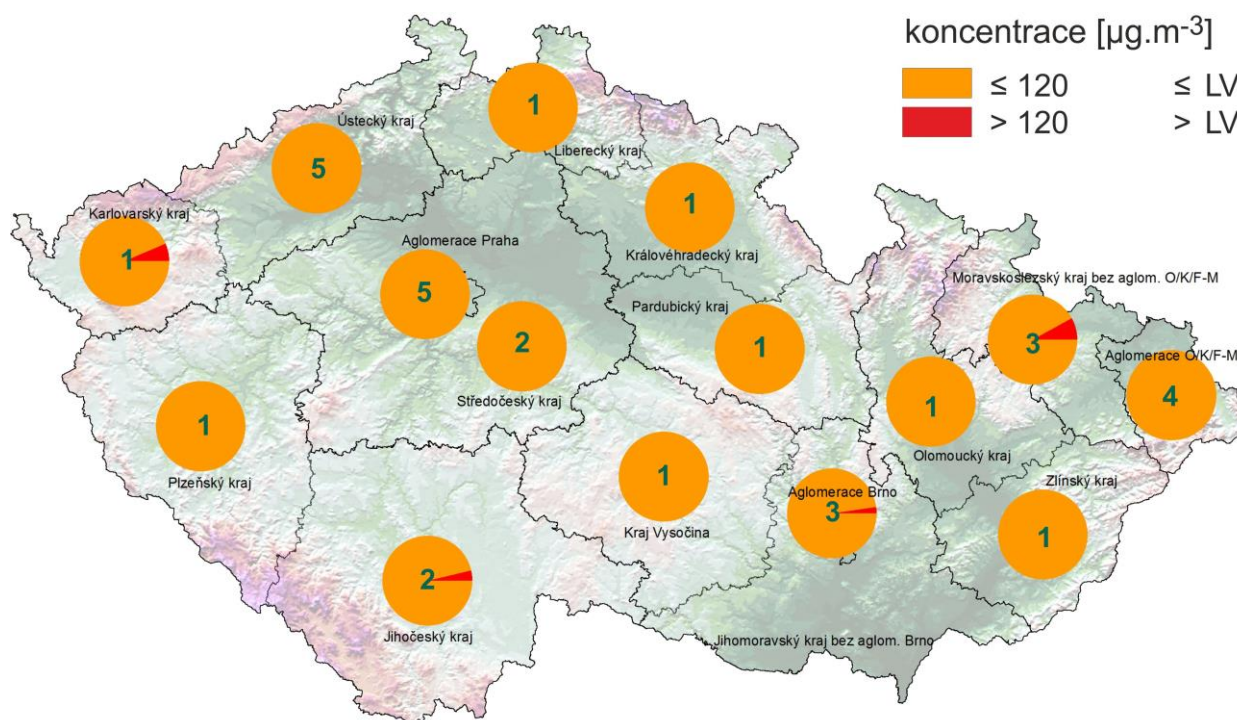 koncentrace [µg.m-3]
≤ 120 ≤ LV
> 120 > LV
1
Ústecký kraj
Liberecký kraj
5
1
Karlovarský kraj
Aglomerace Praha
Královéhradecký kraj
1
Moravskoslezský kraj bez aglom. O/K/F-M
5
Pardubický kraj
2
1
3
Aglomerace O/K/F-M
Středočeský kraj
1
4
1
Olomoucký kraj
Plzeňský kraj
1
Zlínský kraj
Aglomerace Brno
3
Kraj Vysočina
1
2
Jihočeský kraj
Jihomoravský kraj bez aglom. Brno